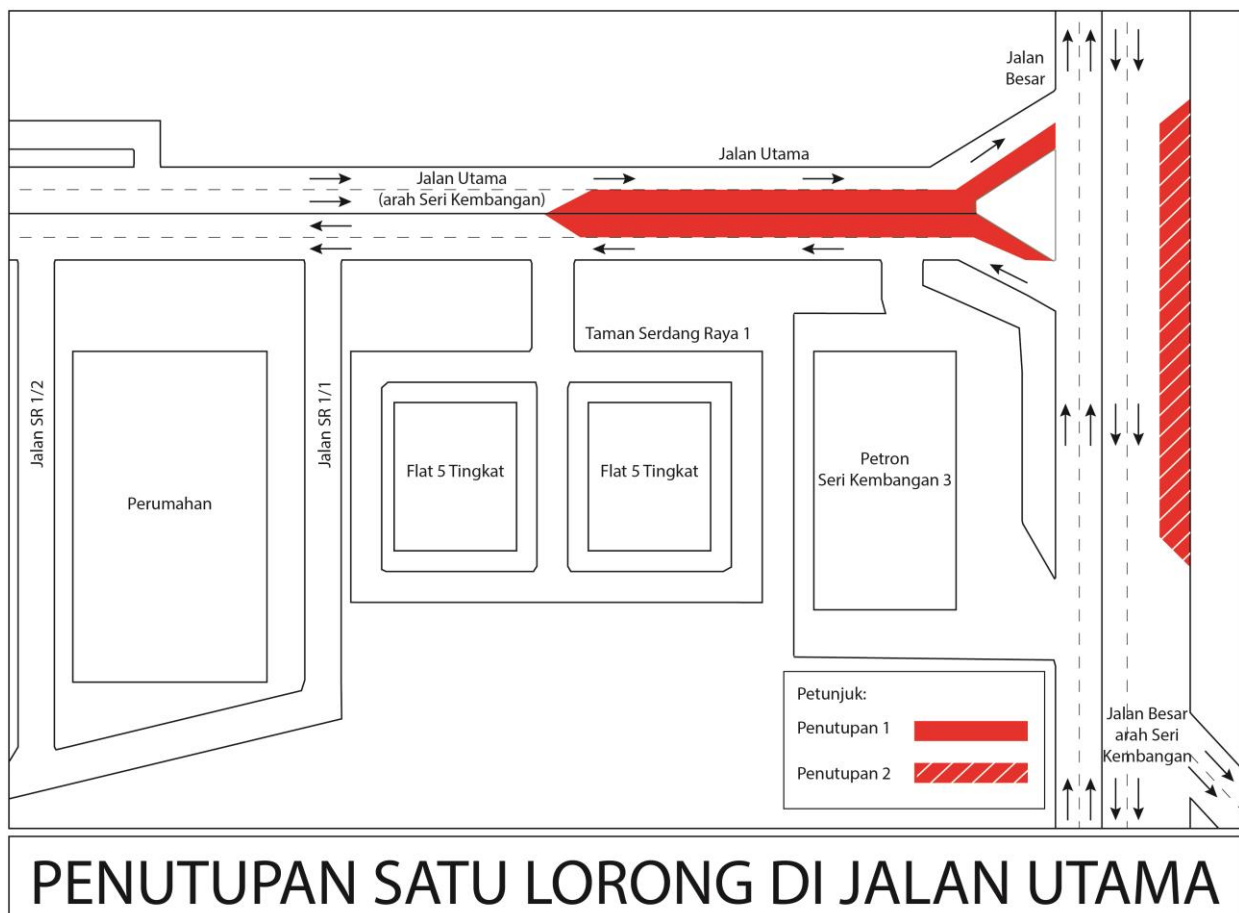 Jalan
Besar
Jalan Utama
Jalan Utama
(arah Seri Kembangan)
Taman Serdang Raya 1
Jalan SR 1/2
Jalan SR 1/1
Perumahan
Flat 5 Tingkat
Flat 5 Tingkat
Petron
Seri Kembangan 3
Petunjuk:
Penutupan 1
Penutupan 2
Jalan Besar
arah Seri
Kembangan
PENUTUPAN SATU LORONG DI JALAN UTAMA